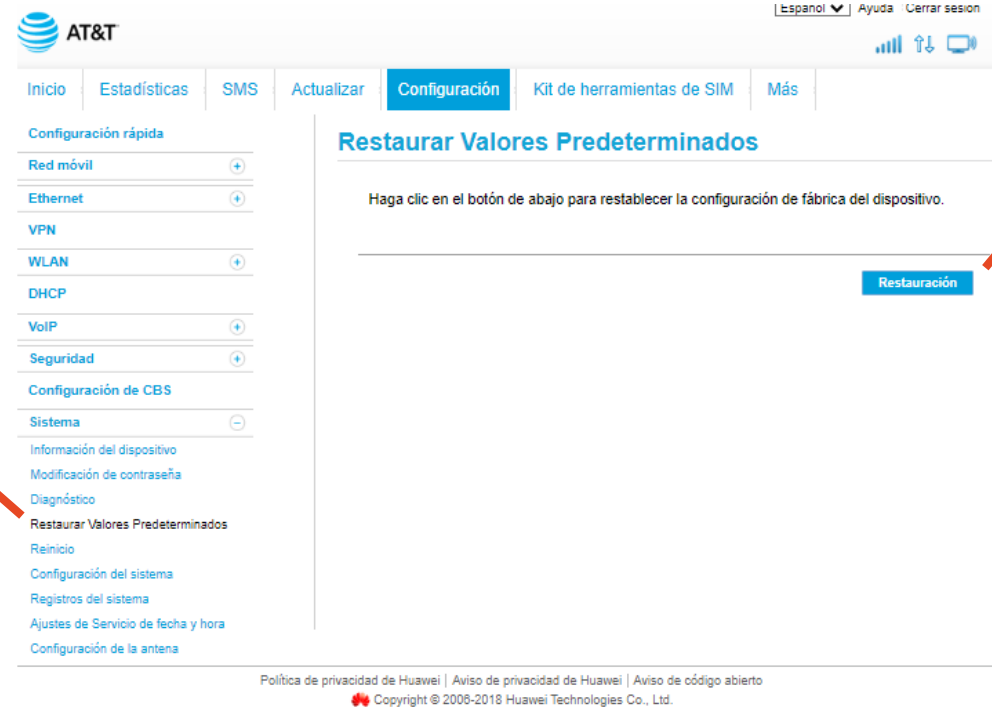 Español Ayuda Cerrar sesión
AT&T
Inicio Estadísticas SMS Actualizar Configuración Kit de herramientas de SIM Más
Configuración rápida
Restaurar Valores Predeterminados
Red móvil
Ethernet
Haga clic en el botón de abajo para restablecer la configuración de fábrica del dispositivo.
VPN
WLAN
Restauración
DHCP
VoIP
Seguridad
Configuración de CBS
Sistema
Información del dispositivo
Modificación de contraseña
Diagnóstico
Restaurar Valores Predeterminados
Reinicio
Configuración del sistema
Registros del sistema
Ajustes de Servicio de fecha y hora
Configuración de la antena
Política de privacidad de Huawei | Aviso de privacidad de Huawei | Aviso de código abierto
Copyright © 2006-2018 Huawei Technologies Co., Ltd.